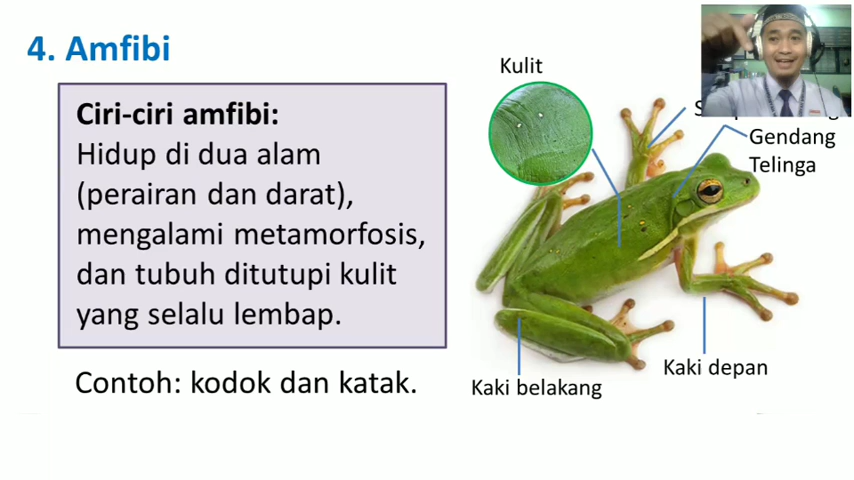 4. Amfibi
Ciri-ciri amfibi:
Hidup di dua alam
(perairan dan darat),
mengalami metamorfosis,
dan tubuh ditutupi kulit
yang selalu lembap.
Contoh: kodok dan katak.
Kulit
Gendang
Telinga
Kaki depan
Kaki belakang